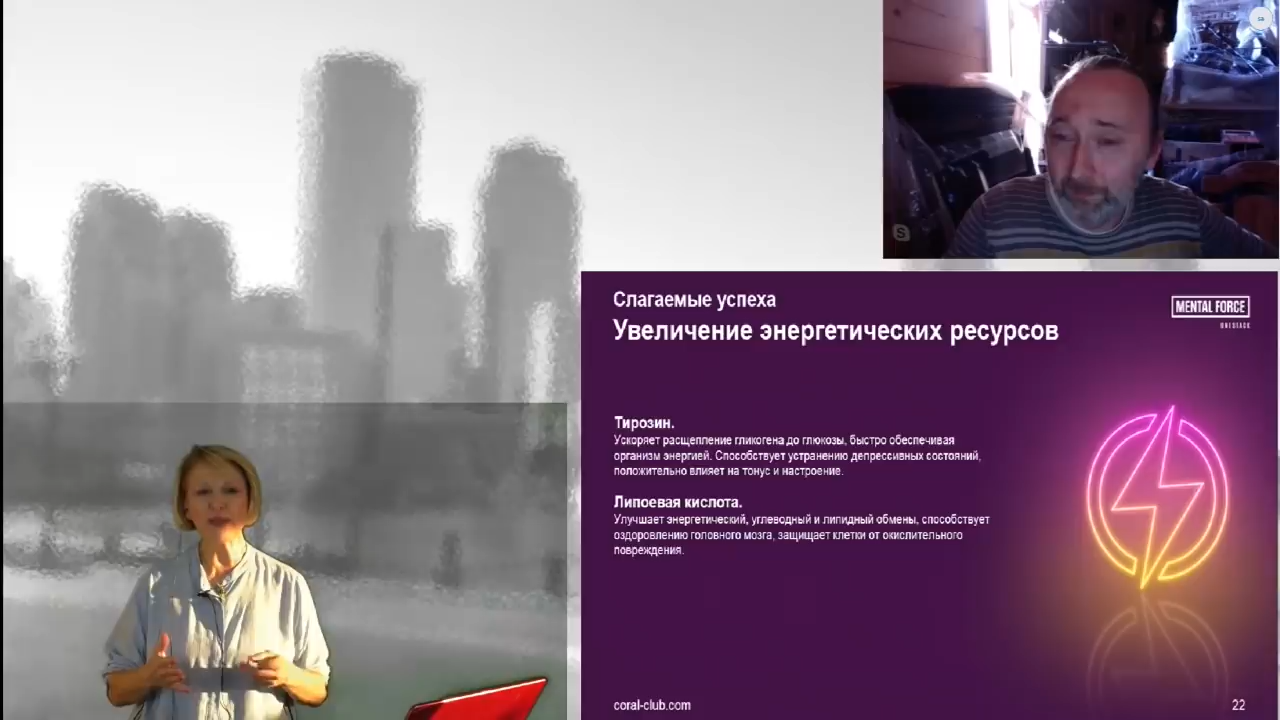 Слагаемые успеха
Увеличение энергетических ресурсов
MENTAL FORCE
Тирозин.
Ускоряет расщепление гликогена до глюкозы, быстро обеспечивая
организм энергией. Способствует устранению депрессивных состояний,
положительно влияет на тонус и настроение.
Липоевая кислота.
Улучшает энергетический, углеводный и липидный обмены, способствует
оздоровлению головного мозга, защищает клетки от окислительного
повреждения.
coral-club.com
22